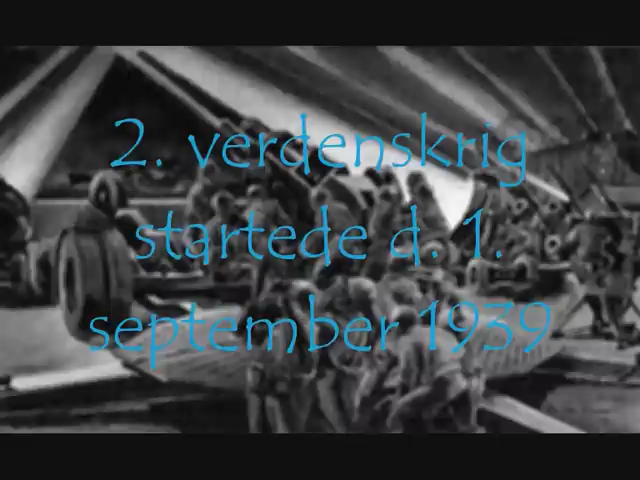 2. verdenskrig
startede d. 1.
september 1939